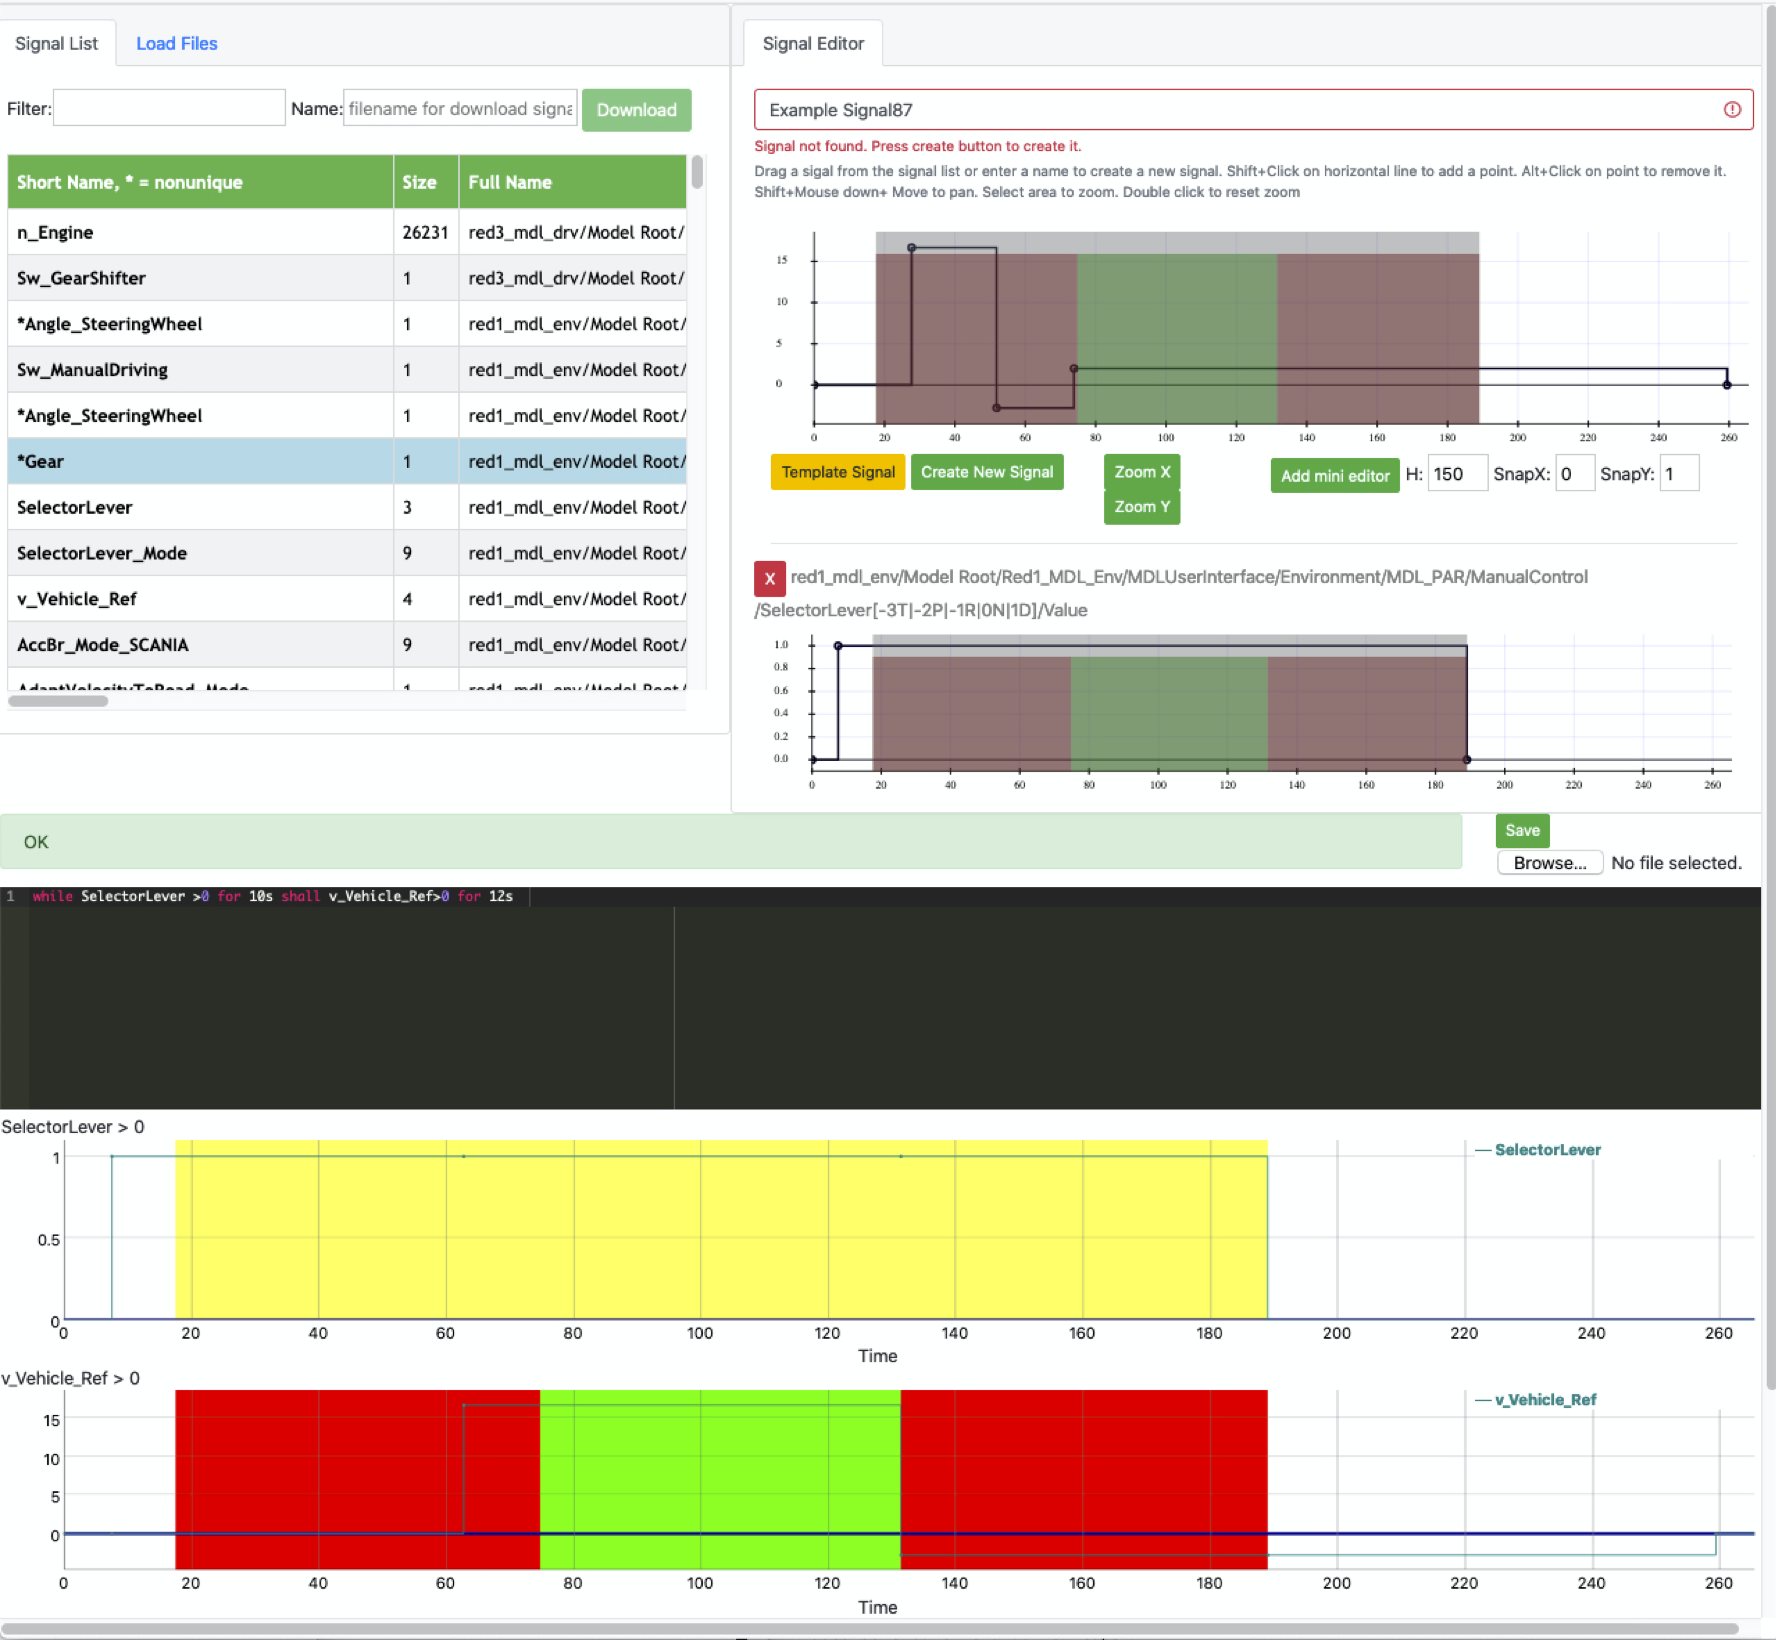 Signal List
Load Files
Signal Editor
Filter:
Name:
filename for download signa
Download
Short Name, * = nonunique
Size
Full Name
n_Engine
26231
red3_mdl_drv/Model Root/
Sw_GearShifter
1
red3_mdl_drv/Model Root/
*Angle_SteeringWheel
1
red1_mdl_env/Model Root/
Sw_ManualDriving
1
red1_mdl_env/Model Root/
*Angle_SteeringWheel
1
red1_mdl_env/Model Root/
*Gear
1
red1_mdl_env/Model Root/
SelectorLever
3
red1_mdl_env/Model Root/
SelectorLever_Mode
9
red1_mdl_env/Model Root/
v_Vehicle_Ref
4
red1_mdl_env/Model Root/
AccBr_Mode_SCANIA
9
red1_mdl_env/Model Root/
AdaptVelocityToRoad_Mode
1
red1_mdl_env/Model Root/
Example Signal87
Signal not found. Press create button to create it.
Drag a sigal from the signal list or enter a name to create a new signal. Shift+Click on horizontal line to add a point. Alt+Click on point to remove it.
Shift+Mouse down+ Move to pan. Select area to zoom. Double click to reset zoom
15
10
5
0
0 20 40 60 80 100 120 140 160 180 200 220 240 260
Template Signal
Create New Signal
Zoom X
Zoom Y
Add mini editor
H: 150
SnapX: 0
SnapY: 1
X
red1_mdl_env/Model Root/Red1_MDL_Env/MDLUserInterface/Environment/MDL_PAR/ManualControl
/SelectorLever[-3T|-2P|-1R|0N|1D]/Value
1.0
0.8
0.6
0.4
0.2
0.0
0 20 40 60 80 100 120 140 160 180 200 220 240 260
OK
Save
Browse...
No file selected.
1 while SelectorLever >0 for 10s shall v_Vehicle_Ref>0 for 12s
SelectorLever > 0
SelectorLever
1
0.5
0
0 20 40 60 80 100 120 140 160 180 200 220 240 260
Time
v_Vehicle_Ref > 0
v_Vehicle_Ref
15
10
5
0
0 20 40 60 80 100 120 140 160 180 200 220 240 260
Time